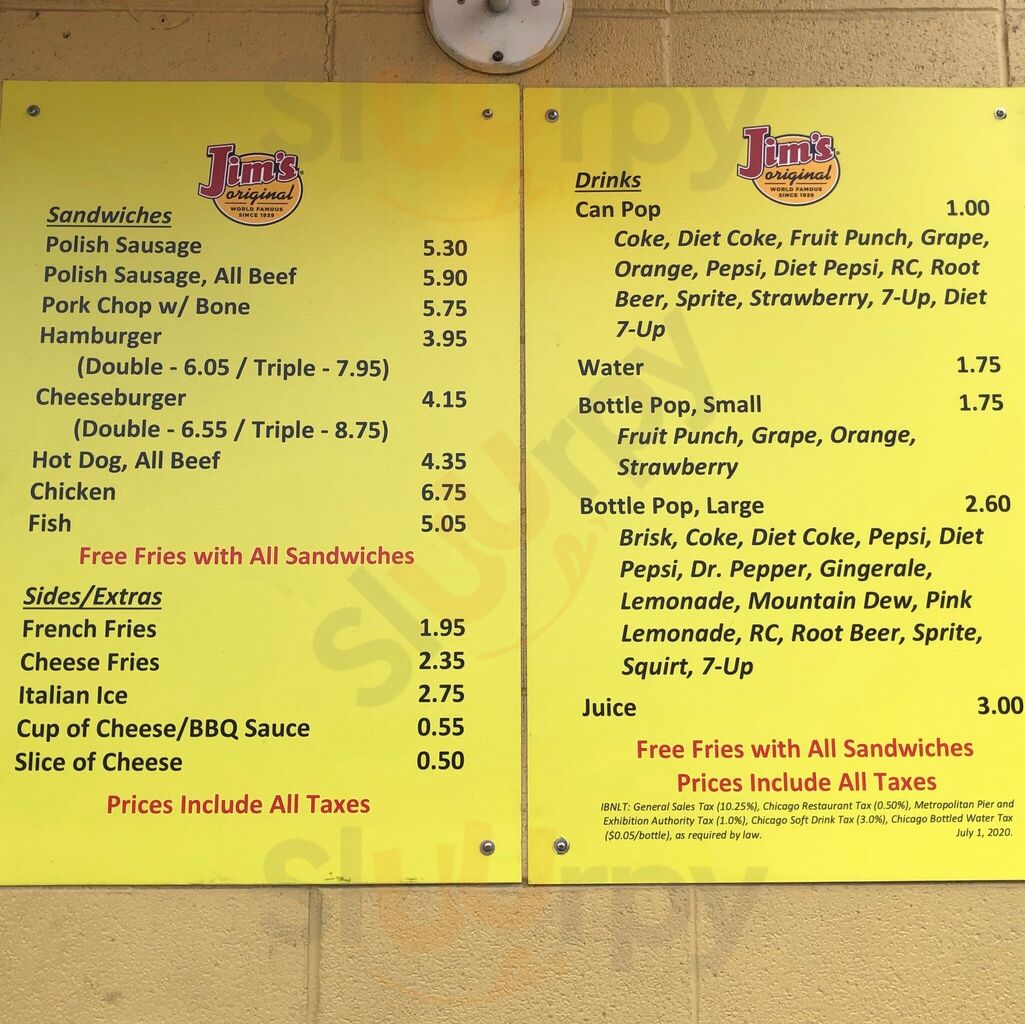 Jim's
original
WORLD FAMOUS
SINCE 1939
Sandwiches
Polish Sausage 5.30
Polish Sausage, All Beef 5.90
Pork Chop w/ Bone 5.75
Hamburger 3.95
(Double - 6.05 / Triple - 7.95)
Cheeseburger 4.15
(Double - 6.55 / Triple - 8.75)
Hot Dog, All Beef 4.35
Chicken 6.75
Fish 5.05
Free Fries with All Sandwiches
Sides/Extras
French Fries 1.95
Cheese Fries 2.35
Italian Ice 2.75
Cup of Cheese/BBQ Sauce 0.55
Slice of Cheese 0.50
Prices Include All Taxes
Jim's
original
WORLD FAMOUS
SINCE 1939
Drinks
Can Pop 1.00
Coke, Diet Coke, Fruit Punch, Grape,
Orange, Pepsi, Diet Pepsi, RC, Root
Beer, Sprite, Strawberry, 7-Up, Diet
7-Up
Water 1.75
Bottle Pop, Small 1.75
Fruit Punch, Grape, Orange,
Strawberry
Bottle Pop, Large 2.60
Brisk, Coke, Diet Coke, Pepsi, Diet
Pepsi, Dr. Pepper, Gingerale,
Lemonade, Mountain Dew, Pink
Lemonade, RC, Root Beer, Sprite,
Squirt, 7-Up
Juice 3.00
Free Fries with All Sandwiches
Prices Include All Taxes
IBNLT: General Sales Tax (10.25%), Chicago Restaurant Tax (0.50%), Metropolitan Pier and
Exhibition Authority Tax (1.0%), Chicago Soft Drink Tax (3.0%), Chicago Bottled Water Tax
($0.05/bottle), as required by law. July 1, 2020.
sluurpy
sluurpy
sluurpy